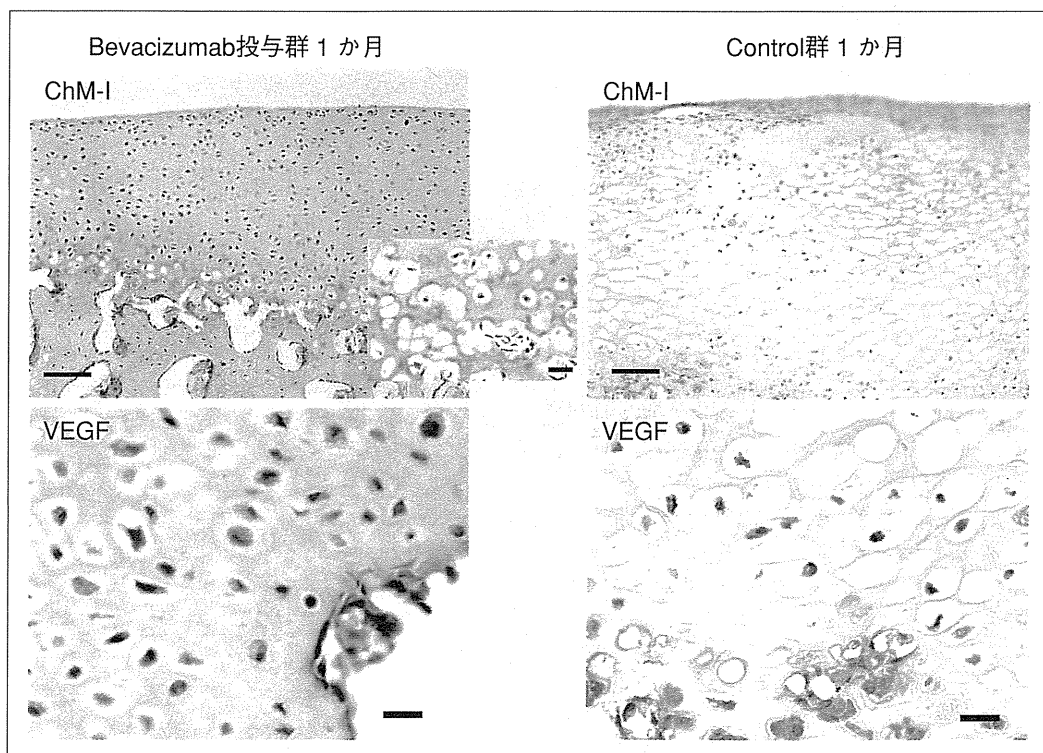 Bevacizumab投与群 1 か月
Control群 1 か月
ChM-I
ChM-I
VEGF
VEGF